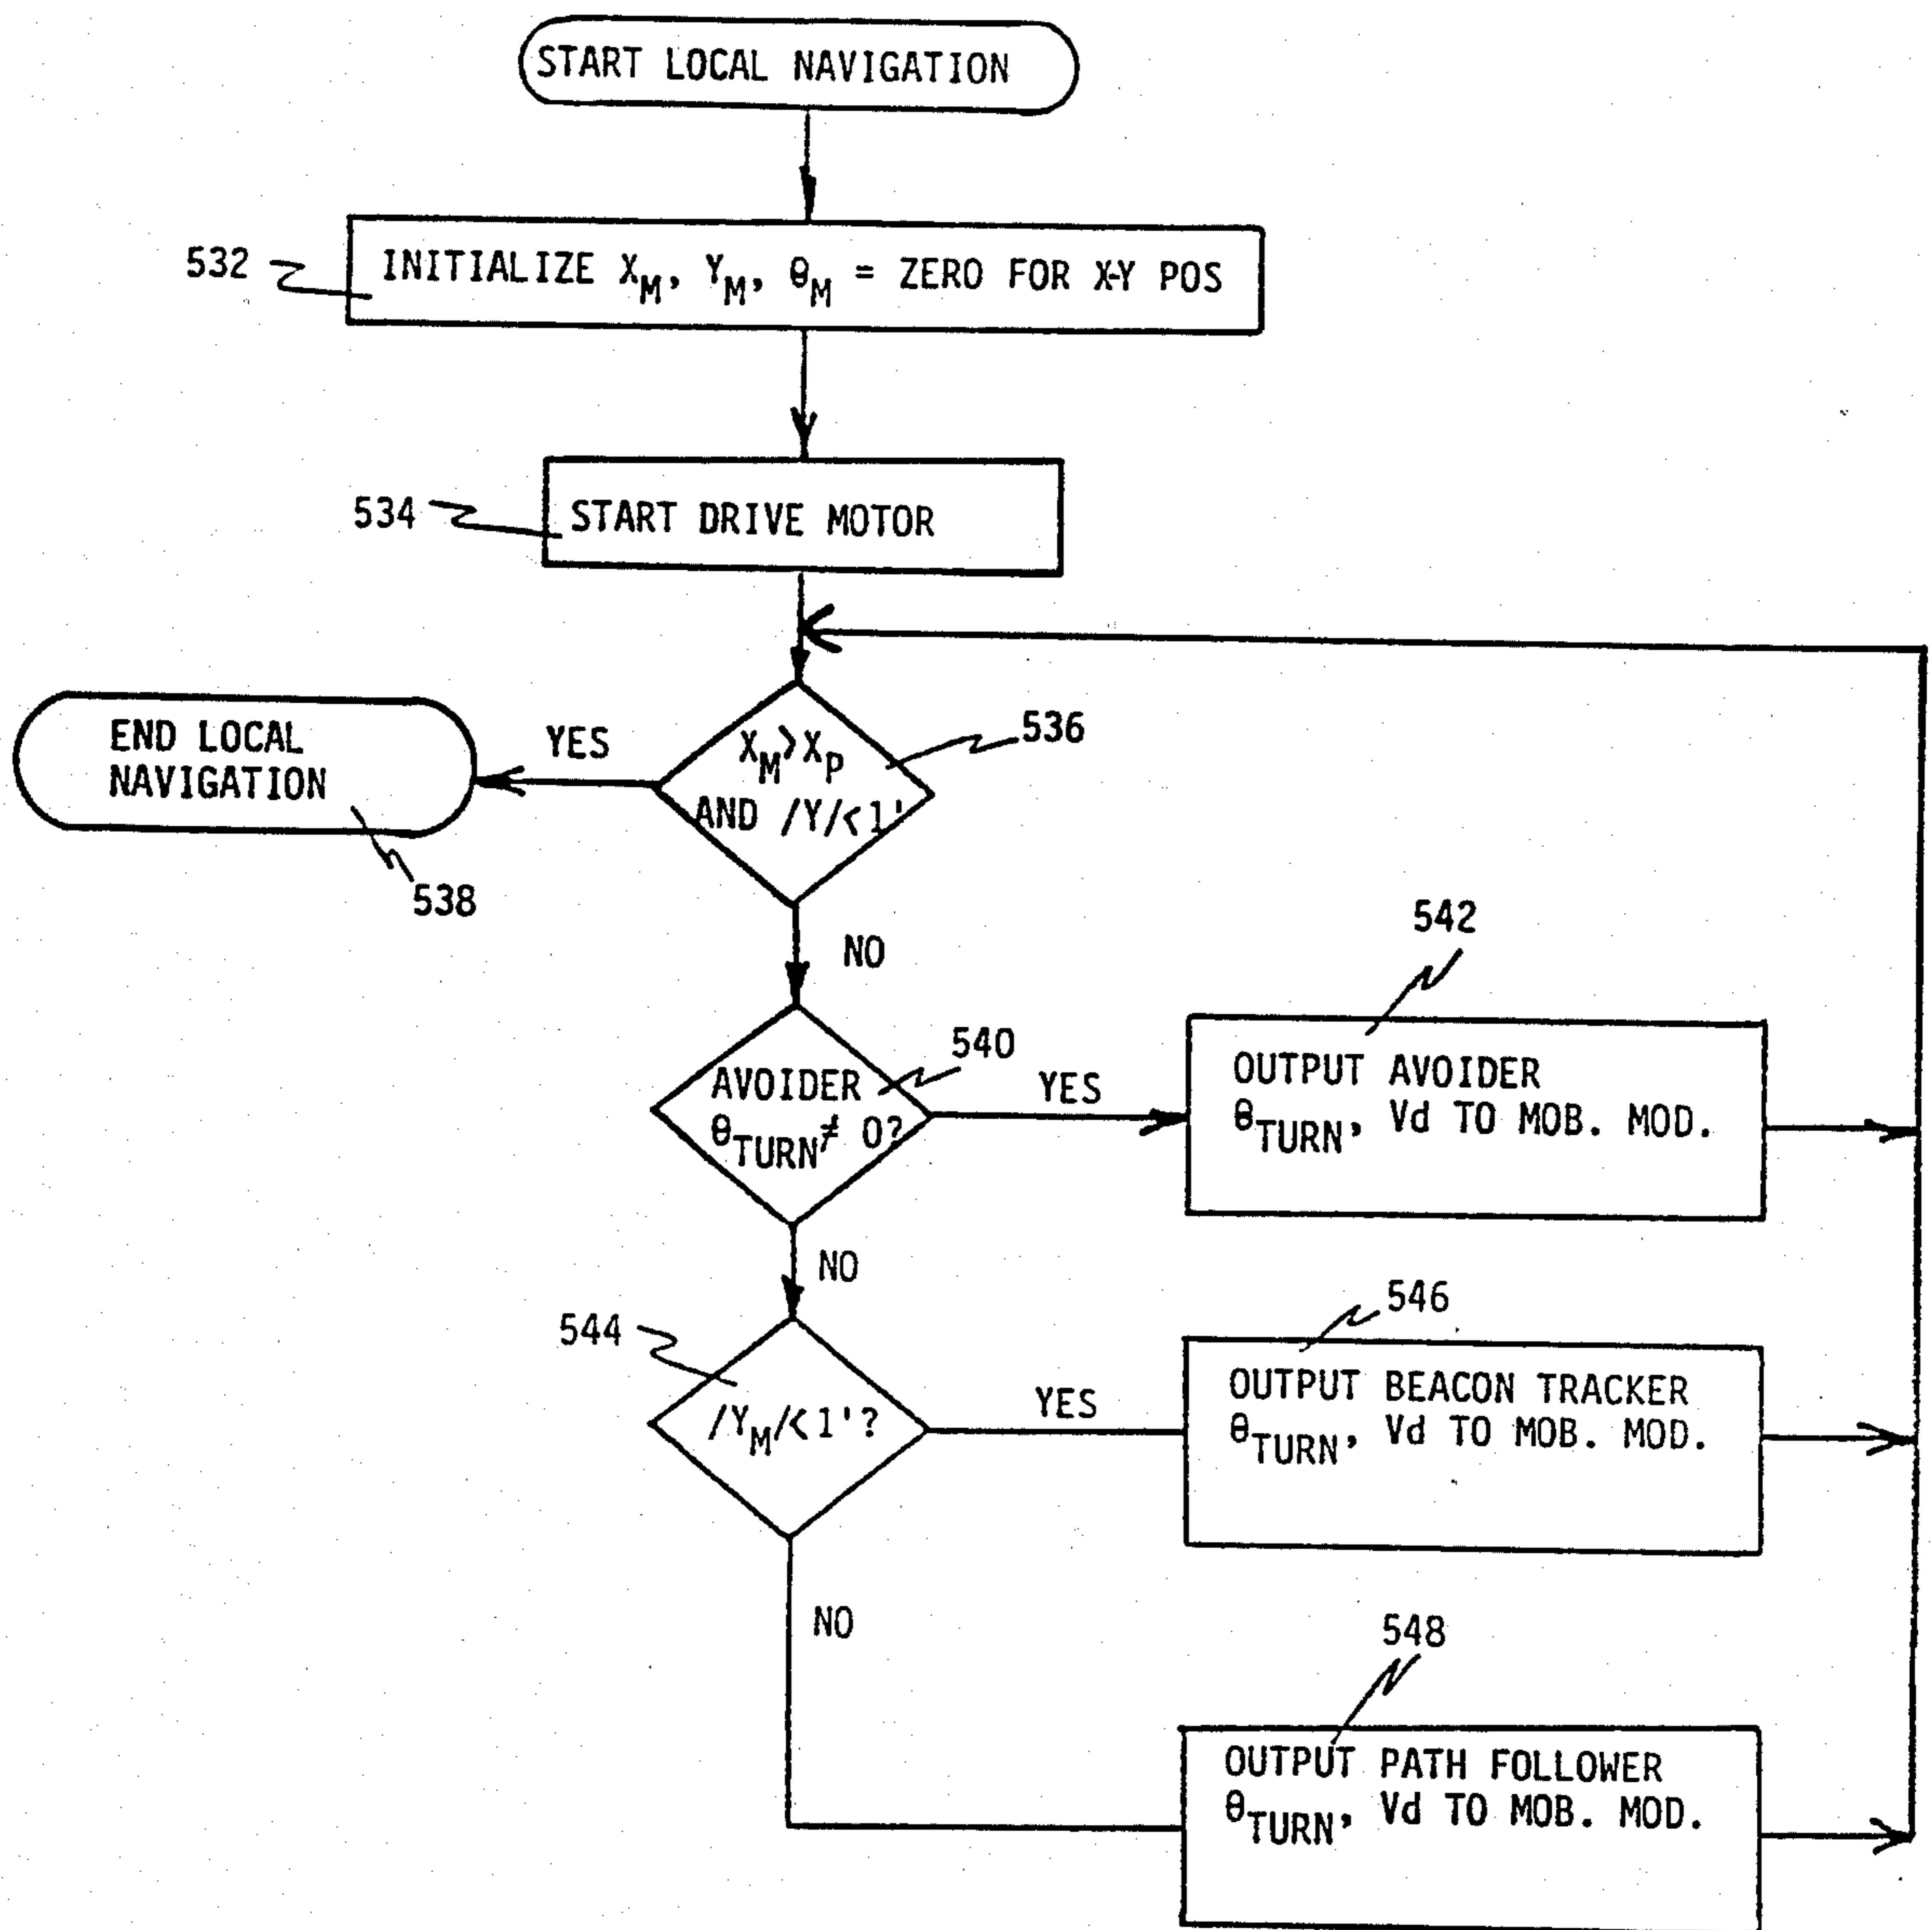 START LOCAL NAVIGATION
532
INITIALIZE X_M, Y_M, θ_M = ZERO FOR X-Y POS
534
START DRIVE MOTOR
END LOCAL
NAVIGATION
538
YES
X_M>X_P
AND /Y/<1'
536
NO
AVOIDER
θ_TURN≠ 0?
540
YES
542
OUTPUT AVOIDER
θ_TURN, Vd TO MOB. MOD.
NO
544
/Y_M/<1'?
YES
546
OUTPUT BEACON TRACKER
θ_TURN, Vd TO MOB. MOD.
NO
548
OUTPUT PATH FOLLOWER
θ_TURN, Vd TO MOB. MOD.